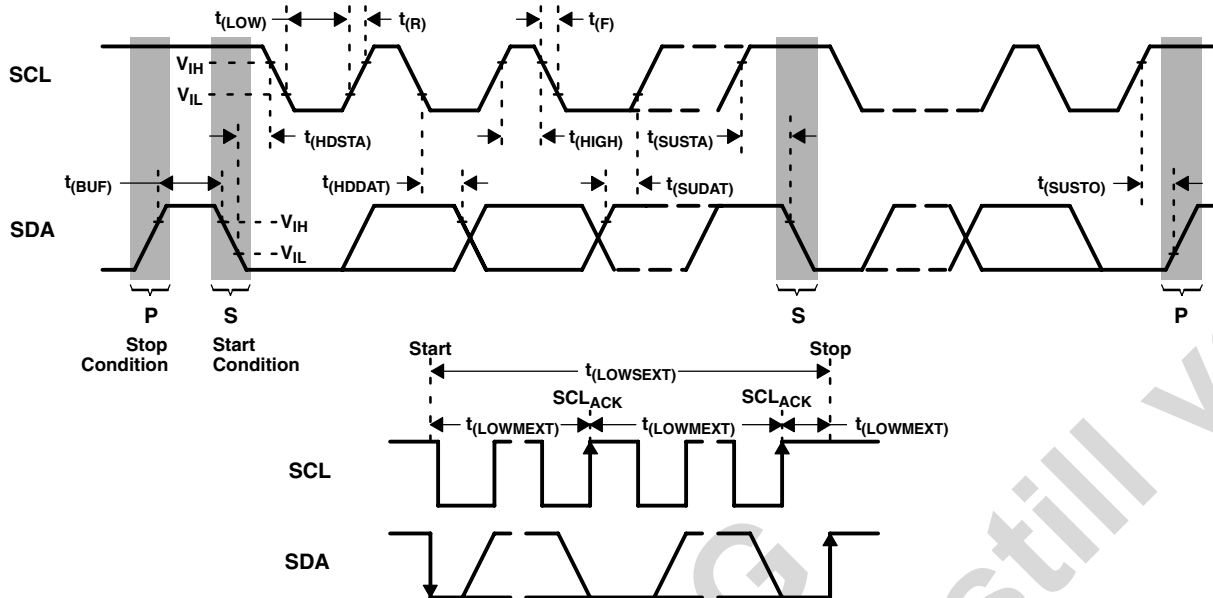 t(LOW) t(R) t(F)
SCL VIH
VIL
t(HDSTA) t(HIGH) t(SUSTA)
t(BUF) t(HDDAT) t(SUDAT) t(SUSTO)
SDA VIH
VIL
P S S P
Stop Condition Start Condition
Start Stop
t(LOWSEXT)
SCLACK SCLACK
t(LOWMEXT) t(LOWMEXT) t(LOWMEXT)
SCL
SDA
G
still v